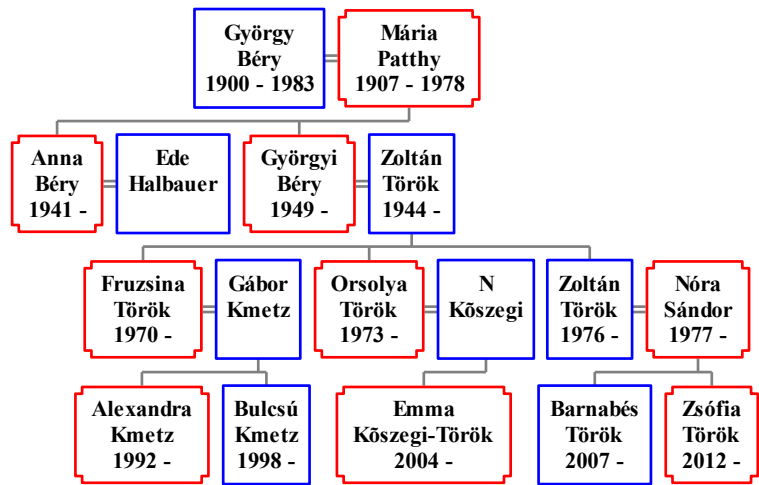 György
Béry
1900 - 1983
Mária
Patthy
1907 - 1978
Anna
Béry
1941 -
Ede
Halbauer
Györgyi
Béry
1949 -
Zoltán
Török
1944 -
Fruzsina
Török
1970 -
Gábor
Kmetz
Orsolya
Török
1973 -
N
Kõszegi
Zoltán
Török
1976 -
Nóra
Sándor
1977 -
Alexandra
Kmetz
1992 -
Bulcsú
Kmetz
1998 -
Emma
Kõszegi-Török
2004 -
Barnabés
Török
2007 -
Zsófia
Török
2012 -